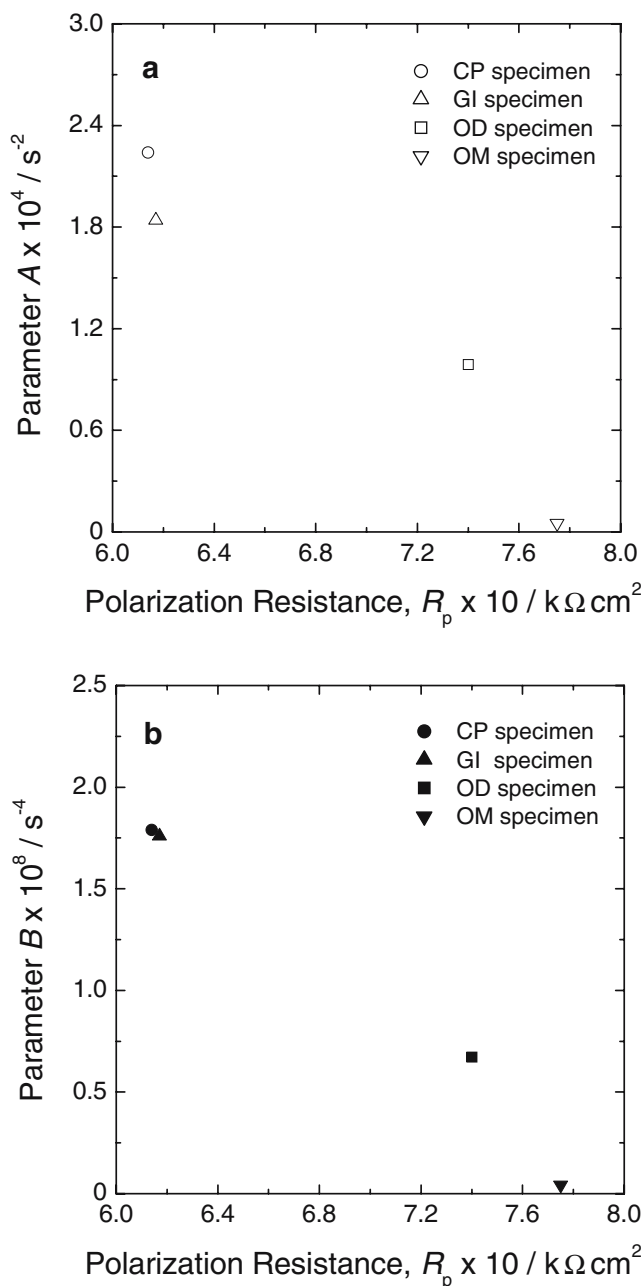 a
CP specimen
GI specimen
OD specimen
OM specimen
Parameter A x 10⁴ / s⁻²
3.0
2.4
1.8
1.2
0.6
0
6.0 6.4 6.8 7.2 7.6 8.0
Polarization Resistance, Rₚ x 10 / kΩcm²
b
CP specimen
GI specimen
OD specimen
OM specimen
Parameter B x 10⁸ / s⁻⁴
2.5
2.0
1.5
1.0
0.5
0
6.0 6.4 6.8 7.2 7.6 8.0
Polarization Resistance, Rₚ x 10 / kΩcm²